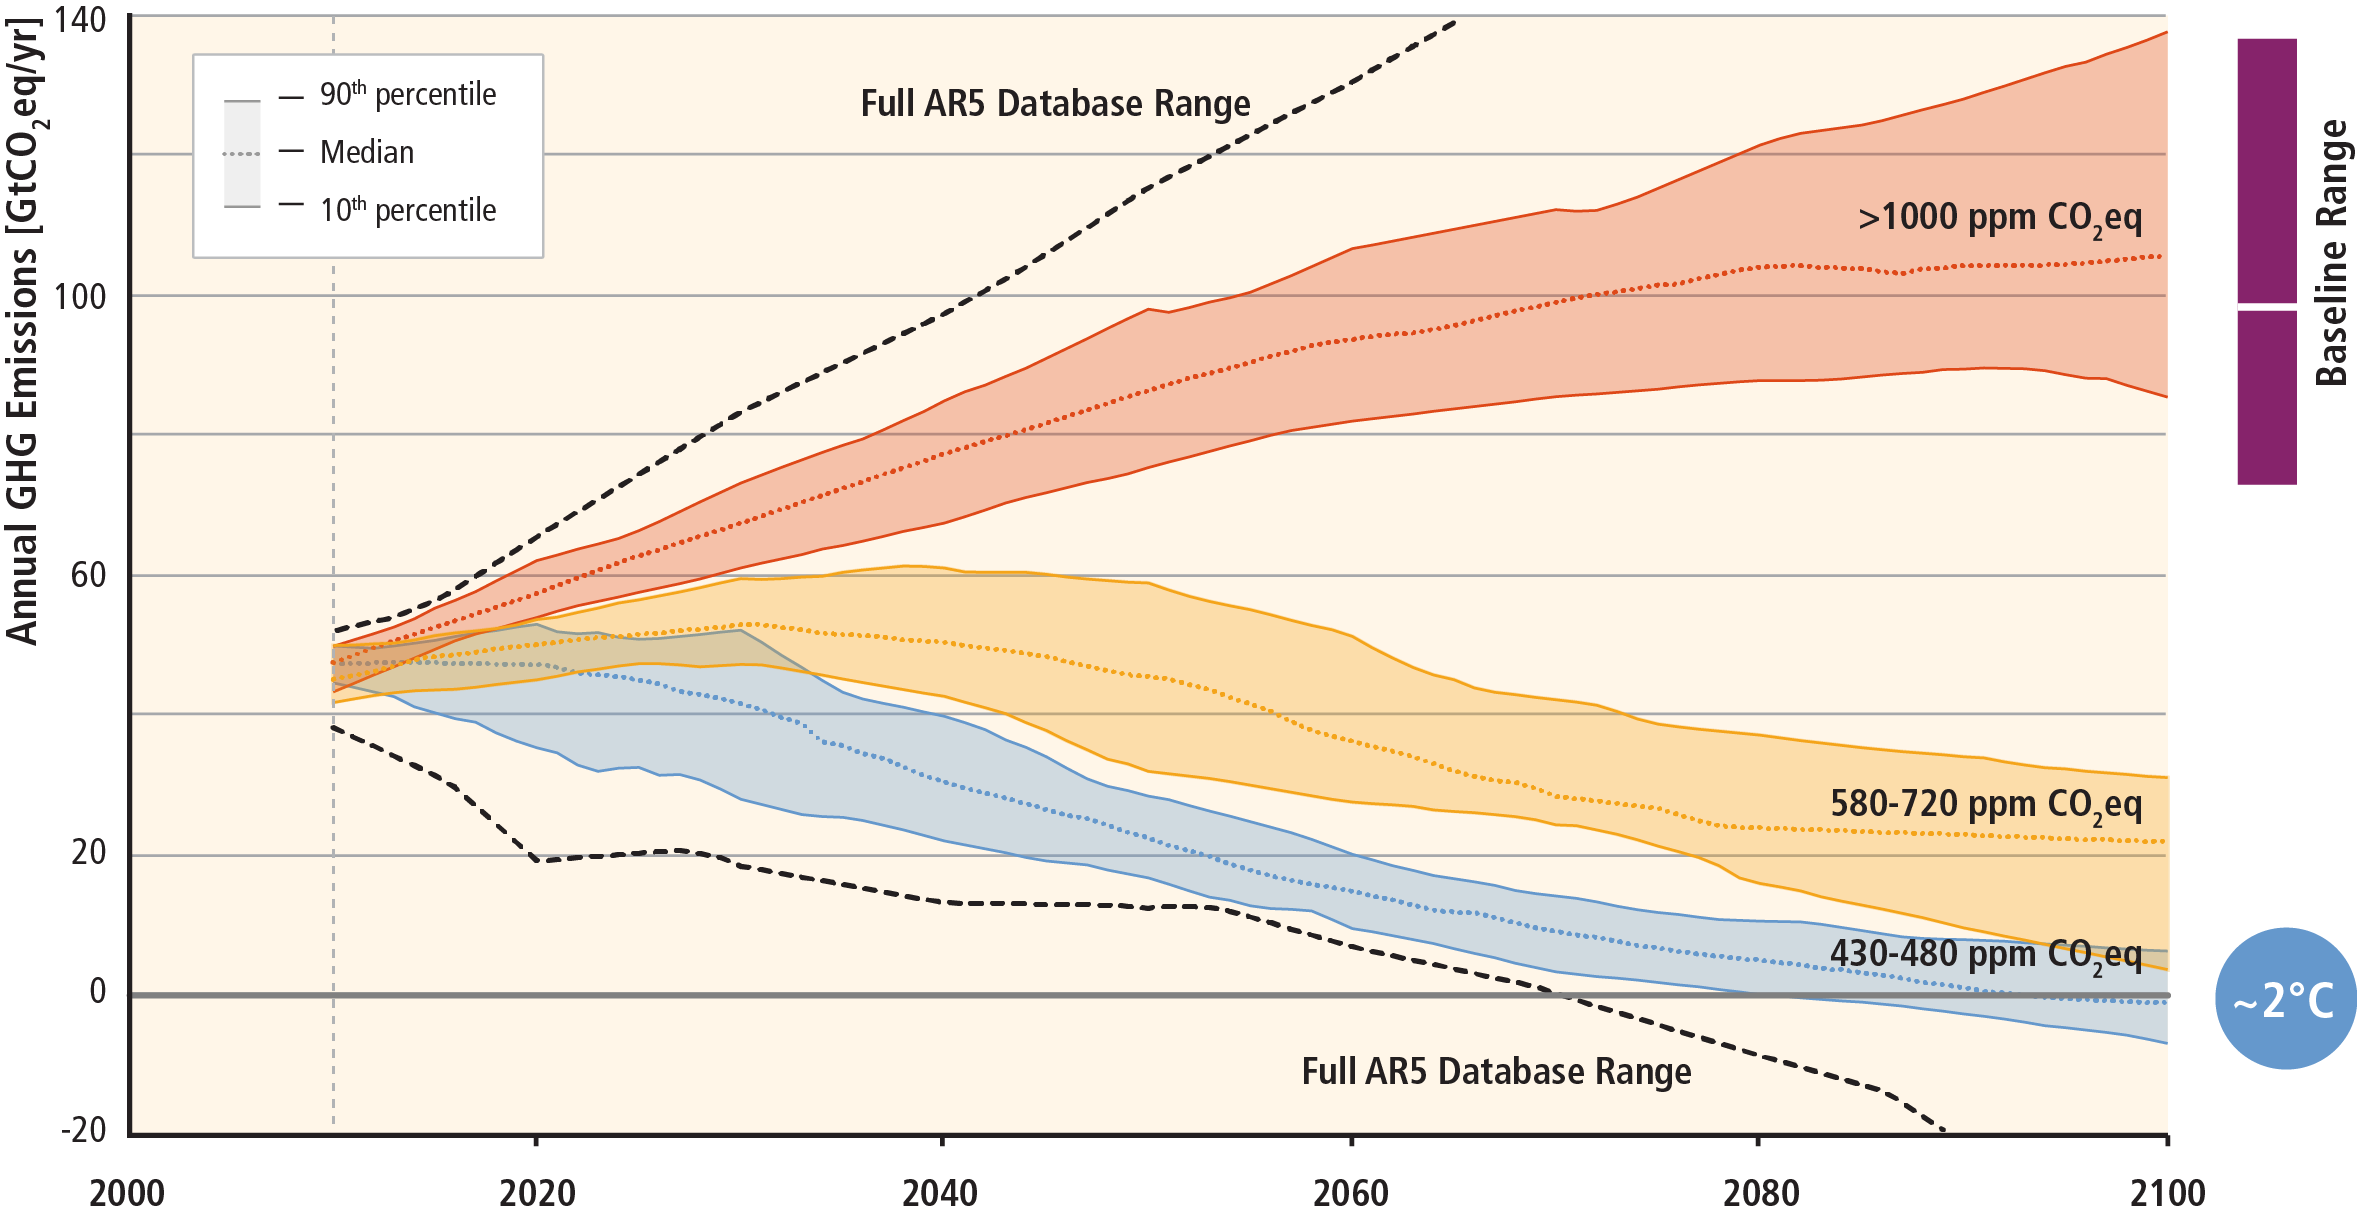 140
100
60
20
0
-20
Annual GHG Emissions [GtCO₂eq/yr]
90th percentile
Median
10th percentile
Full AR5 Database Range
>1000 ppm CO₂eq
580-720 ppm CO₂eq
430-480 ppm CO₂eq
Full AR5 Database Range
Baseline Range
~2°C
2000 2020 2040 2060 2080 2100